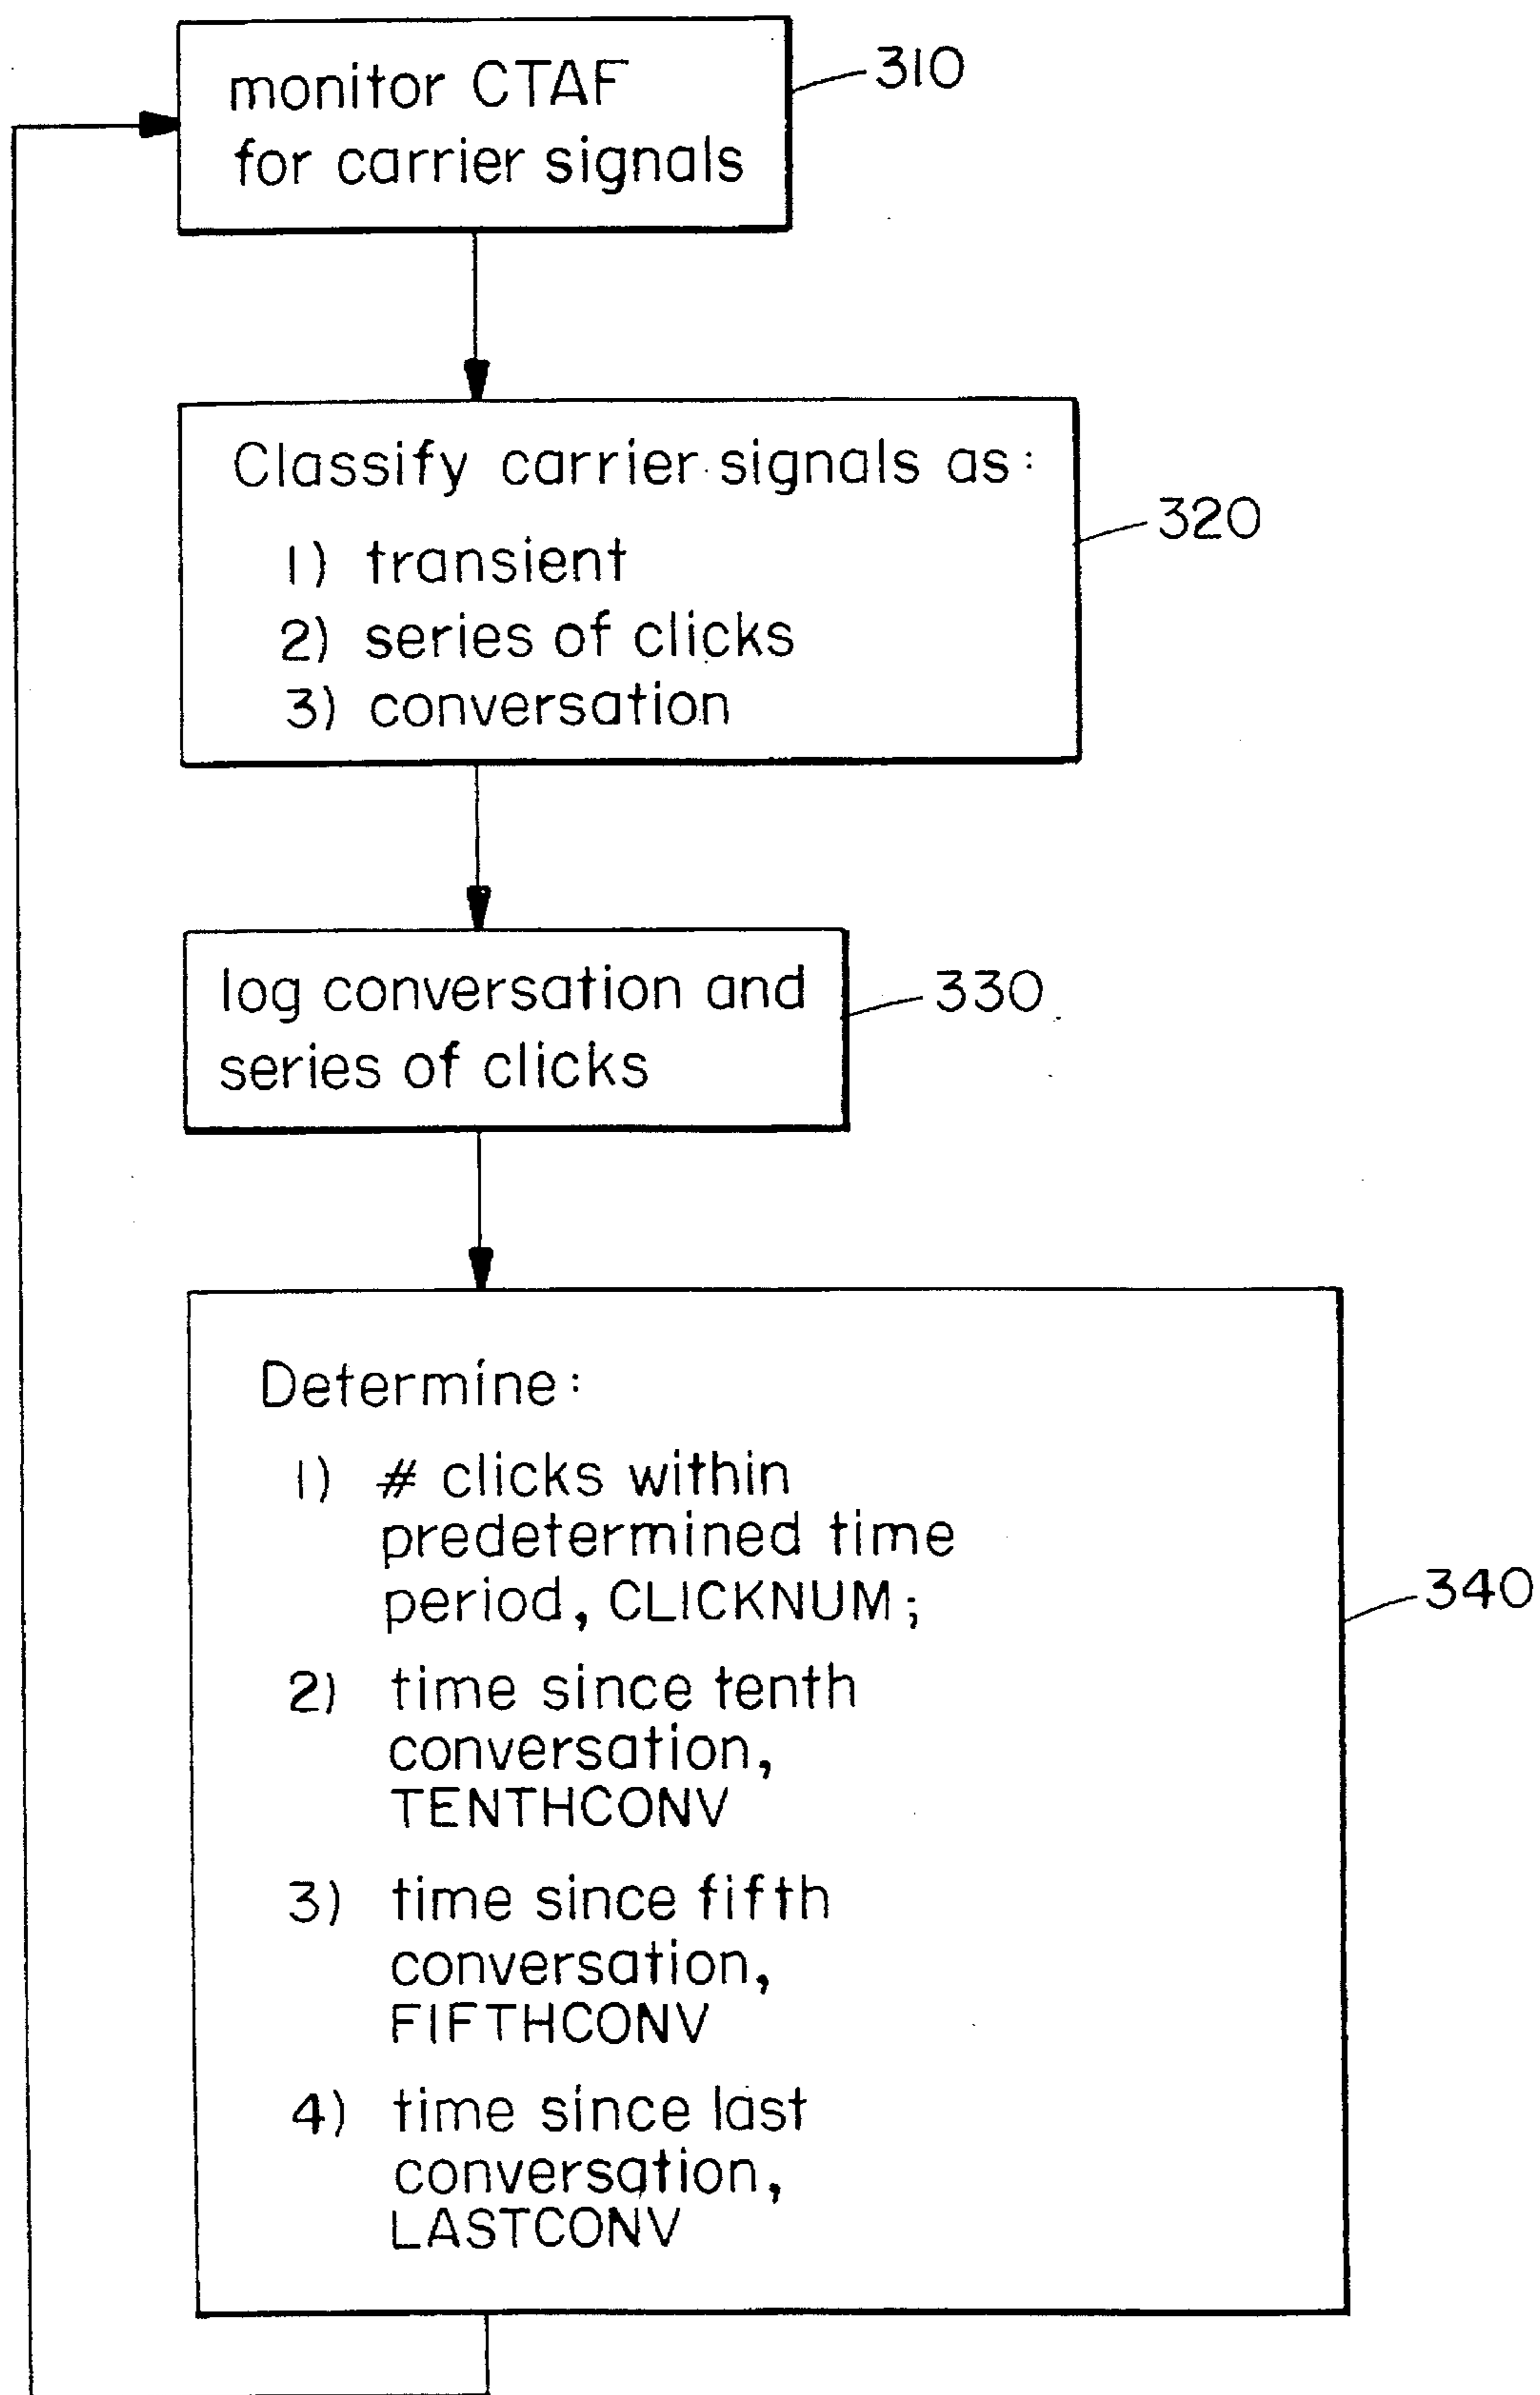 monitor CTAF
for carrier signals
310
Classify carrier signals as:
1) transient
2) series of clicks
3) conversation
320
log conversation and
series of clicks
330
Determine:
1) # clicks within
predetermined time
period, CLICKNUM;
2) time since tenth
conversation,
TENTHCONV
3) time since fifth
conversation,
FIFTHCONV
4) time since last
conversation,
LASTCONV
340